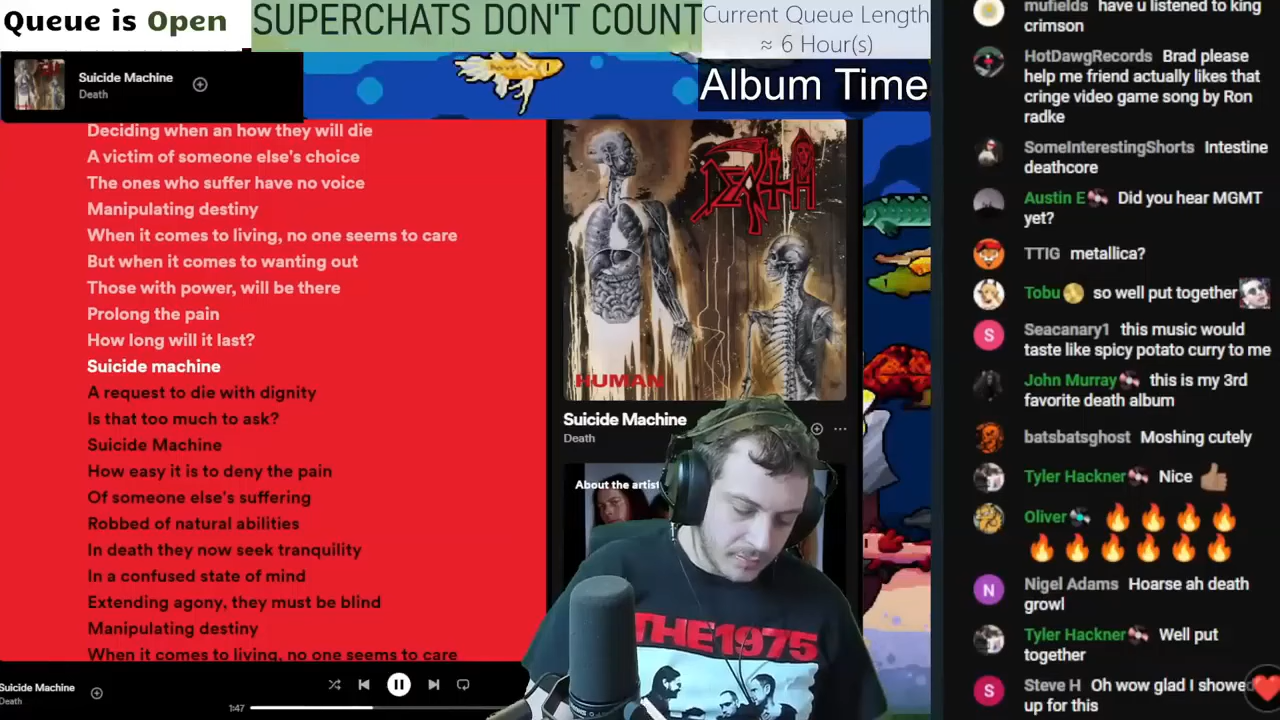 Queue is Open
SUPERCHATS DON'T COUNT
Current Queue Length
≈ 6 Hour(s)
Album Time
Suicide Machine
Death
Deciding when an how they will die
A victim of someone else's choice
The ones who suffer have no voice
Manipulating destiny
When it comes to living, no one seems to care
But when it comes to wanting out
Those with power, will be there
Prolong the pain
How long will it last?
Suicide machine
A request to die with dignity
Is that too much to ask?
Suicide Machine
How easy it is to deny the pain
Of someone else's suffering
Robbed of natural abilities
In death they now seek tranquility
In a confused state of mind
Extending agony, they must be blind
Manipulating destiny
When it comes to living, no one seems to care
Suicide Machine
Death
1:47
DEATH
HUMAN
Suicide Machine
Death
About the artist
THE 1975
mufields have u listened to king
crimson
HotDawgRecords Brad please
help me friend actually likes that
cringe video game song by Ron
radke
SomeInterestingShorts Intestine
deathcore
Austin E Did you hear MGMT
yet?
TTIG metallica?
Tobu so well put together
S
Seacanary1 this music would
taste like spicy potato curry to me
John Murray this is my 3rd
favorite death album
batsbatsghost Moshing cutely
Tyler Hackner Nice 👍🏽
Oliver 🔥 🔥 🔥 🔥
🔥 🔥 🔥 🔥 🔥 🔥
N
Nigel Adams Hoarse ah death
growl
Tyler Hackner Well put
together
S
Steve H Oh wow glad I showed
up for this